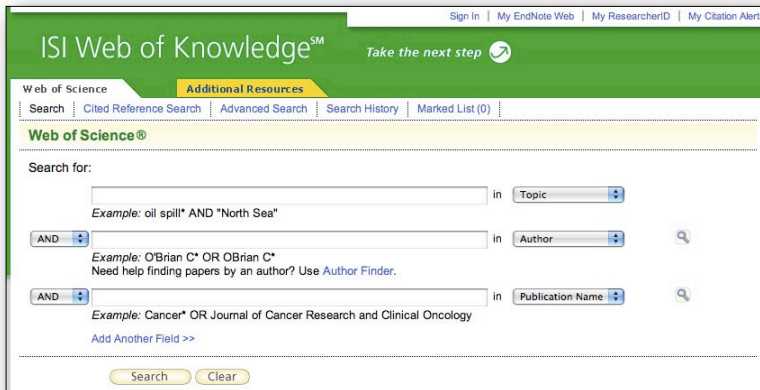 Sign In | My EndNote Web | My ResearcherID | My Citation Alert
ISI Web of Knowledge℠ Take the next step
Web of Science Additional Resources
Search | Cited Reference Search | Advanced Search | Search History | Marked List (0)
Web of Science®
Search for:
in Topic
Example: oil spill* AND "North Sea"
AND in Author
Example: O'Brian C* OR OBrian C*
Need help finding papers by an author? Use Author Finder.
AND in Publication Name
Example: Cancer* OR Journal of Cancer Research and Clinical Oncology
Add Another Field >>
Search Clear